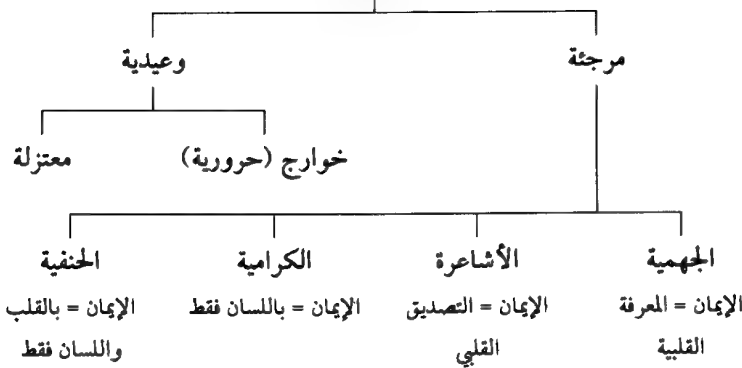 مرجئة
وعيدية
خوارج (حرورية)
معتزلة
الجهمية
الإيمان = المعرفة
القلبية
الأشاعرة
الإيمان = التصديق
القلبي
الكرامية
الإيمان = باللسان فقط
الحنفية
الإيمان = بالقلب
واللسان فقط